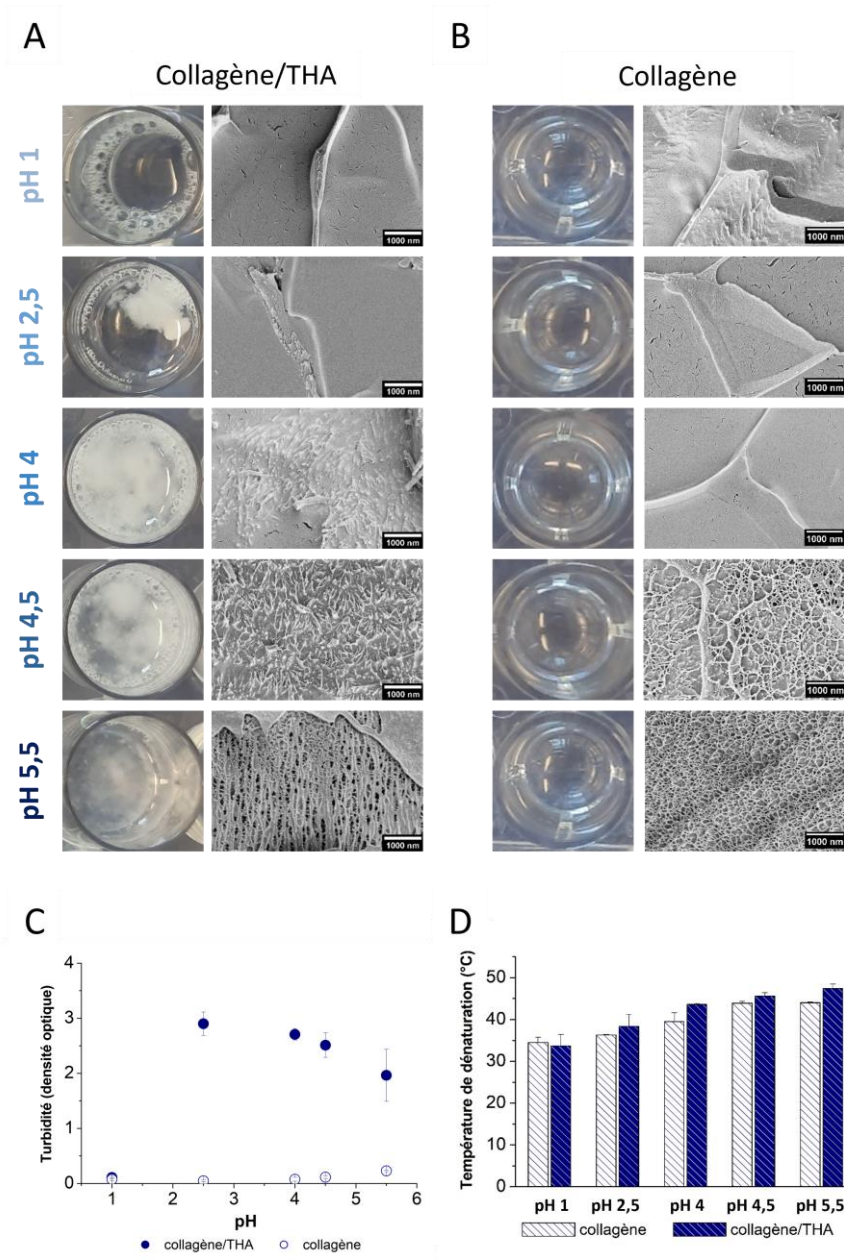 A
B
Collagène/THA
Collagène
pH 1
1000 nm
1000 nm
pH 2,5
1000 nm
1000 nm
pH 4
1000 nm
1000 nm
pH 4,5
1000 nm
1000 nm
pH 5,5
1000 nm
1000 nm
C
D
Turbidité (densité optique)
4
3
2
1
0
1 2 3 4 5 6
pH
collagène/THA collagène
Température de dénaturation (°C)
50
40
30
20
10
0
pH 1 pH 2,5 pH 4 pH 4,5 pH 5,5
collagène collagène/THA